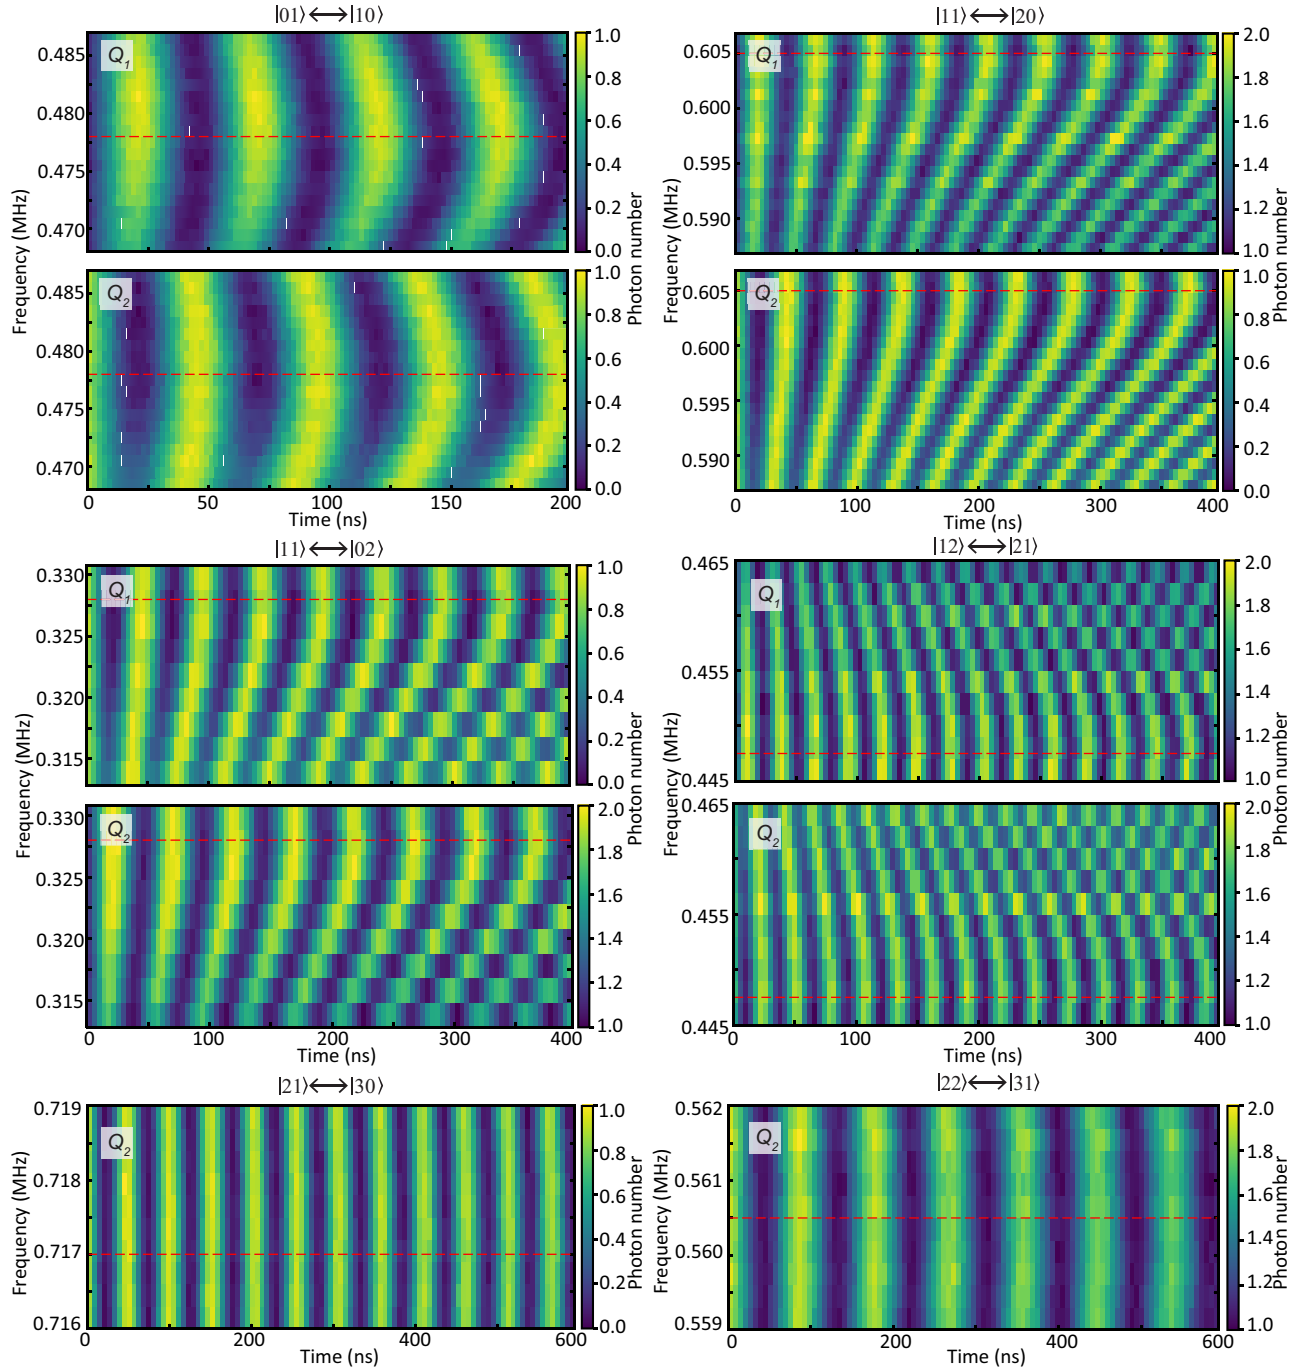 |01⟩ ⟷ |10⟩
Q1
0.485
0.480
0.475
0.470
1.0
0.8
0.6
0.4
0.2
0.0
Q2
0.485
0.480
0.475
0.470
1.0
0.8
0.6
0.4
0.2
0.0
0 50 100 150 200
Time (ns)
Frequency (MHz)
Photon number
|11⟩ ⟷ |20⟩
Q1
0.605
0.600
0.595
0.590
2.0
1.8
1.6
1.4
1.2
1.0
Q2
0.605
0.600
0.595
0.590
1.0
0.8
0.6
0.4
0.2
0.0
0 100 200 300 400
Time (ns)
Frequency (MHz)
Photon number
|11⟩ ⟷ |02⟩
Q1
0.330
0.325
0.320
0.315
1.0
0.8
0.6
0.4
0.2
0.0
Q2
0.330
0.325
0.320
0.315
2.0
1.8
1.6
1.4
1.2
1.0
0 100 200 300 400
Time (ns)
Frequency (MHz)
Photon number
|12⟩ ⟷ |21⟩
Q1
0.465
0.455
0.445
2.0
1.8
1.6
1.4
1.2
1.0
Q2
0.465
0.455
0.445
2.0
1.8
1.6
1.4
1.2
1.0
0 100 200 300 400
Time (ns)
Frequency (MHz)
Photon number
|21⟩ ⟷ |30⟩
Q2
0.719
0.718
0.717
0.716
1.0
0.8
0.6
0.4
0.2
0.0
0 200 400 600
Time (ns)
Frequency (MHz)
Photon number
|22⟩ ⟷ |31⟩
Q2
0.562
0.561
0.560
0.559
2.0
1.8
1.6
1.4
1.2
1.0
0 200 400 600
Time (ns)
Frequency (MHz)
Photon number